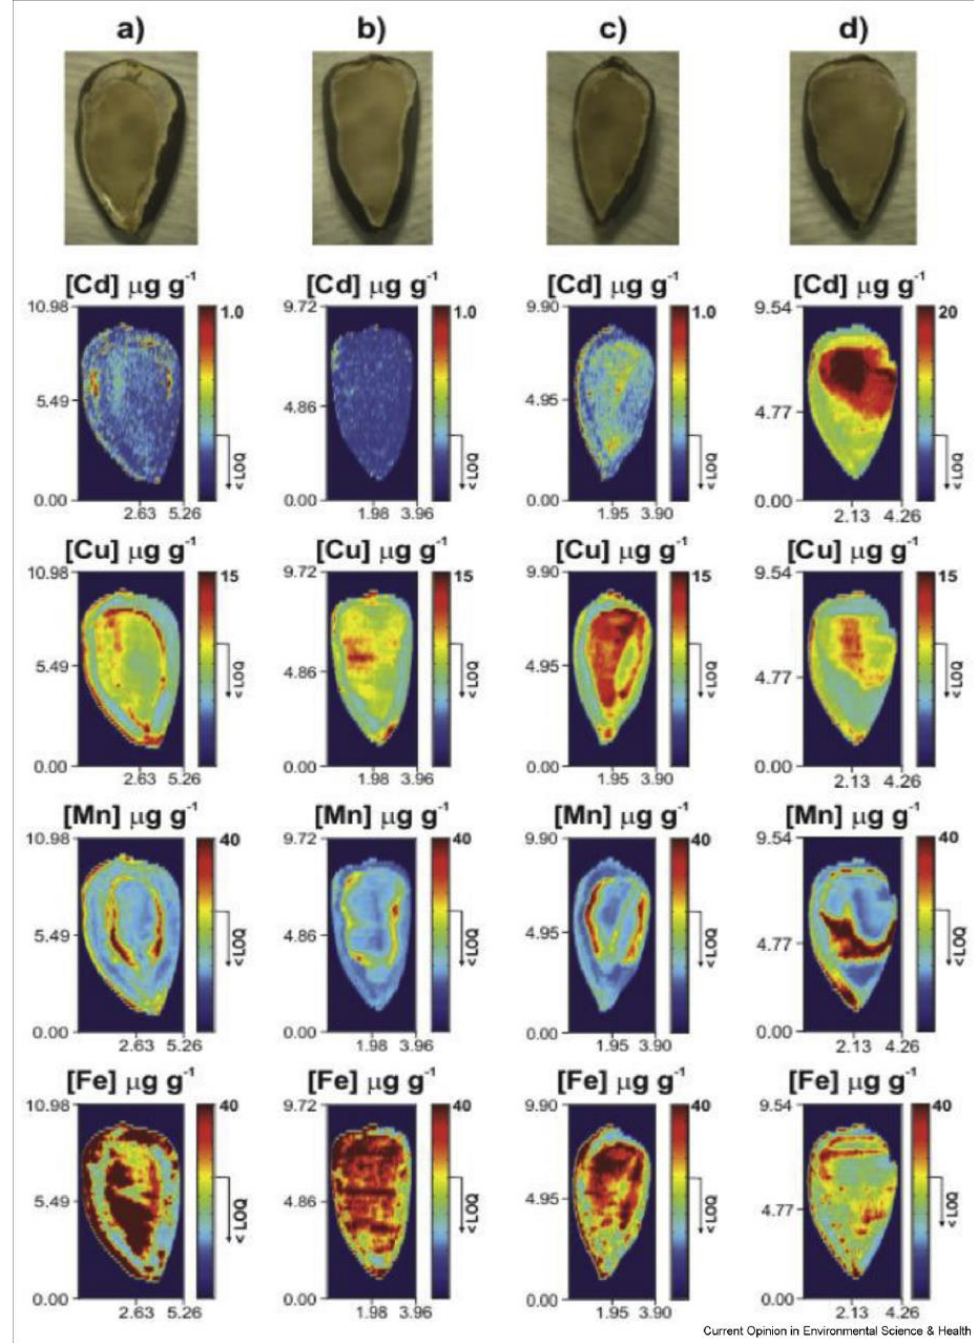 a) b) c) d)
[Cd] µg g-1 [Cd] µg g-1 [Cd] µg g-1 [Cd] µg g-1
10.98 1.0 9.72 1.0 9.90 1.0 9.54 20
5.49 4.86 4.95 4.77
<LOQ <LOQ <LOQ <LOQ
0.00 0.00 0.00 0.00
2.63 5.26 1.98 3.96 1.95 3.90 2.13 4.26
[Cu] µg g-1 [Cu] µg g-1 [Cu] µg g-1 [Cu] µg g-1
10.98 15 9.72 15 9.90 15 9.54 15
5.49 4.86 4.95 4.77
<LOQ <LOQ <LOQ <LOQ
0.00 0.00 0.00 0.00
2.63 5.26 1.98 3.96 1.95 3.90 2.13 4.26
[Mn] µg g-1 [Mn] µg g-1 [Mn] µg g-1 [Mn] µg g-1
10.98 40 9.72 40 9.90 40 9.54 40
5.49 4.86 4.95 4.77
<LOQ <LOQ <LOQ <LOQ
0.00 0.00 0.00 0.00
2.63 5.26 1.98 3.96 1.95 3.90 2.13 4.26
[Fe] µg g-1 [Fe] µg g-1 [Fe] µg g-1 [Fe] µg g-1
10.98 40 9.72 40 9.90 40 9.54 40
5.49 4.86 4.95 4.77
<LOQ <LOQ <LOQ <LOQ
0.00 0.00 0.00 0.00
2.63 5.26 1.98 3.96 1.95 3.90 2.13 4.26
Current Opinion in Environmental Science & Health